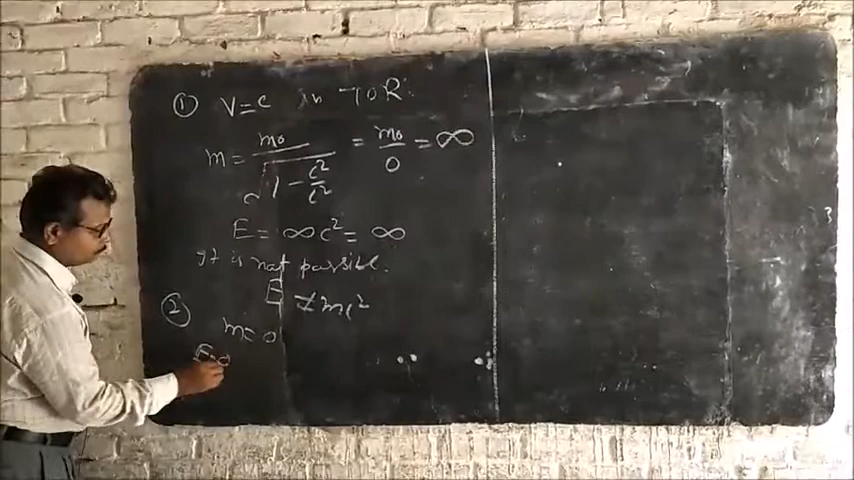 ① V = c in TOR
m = m₀ / √(1 - c²/c²) = m₀/0 = ∞
E = ∞c² = ∞
It is not possible.
E ≠ mc²
②
m = 0
E = 0